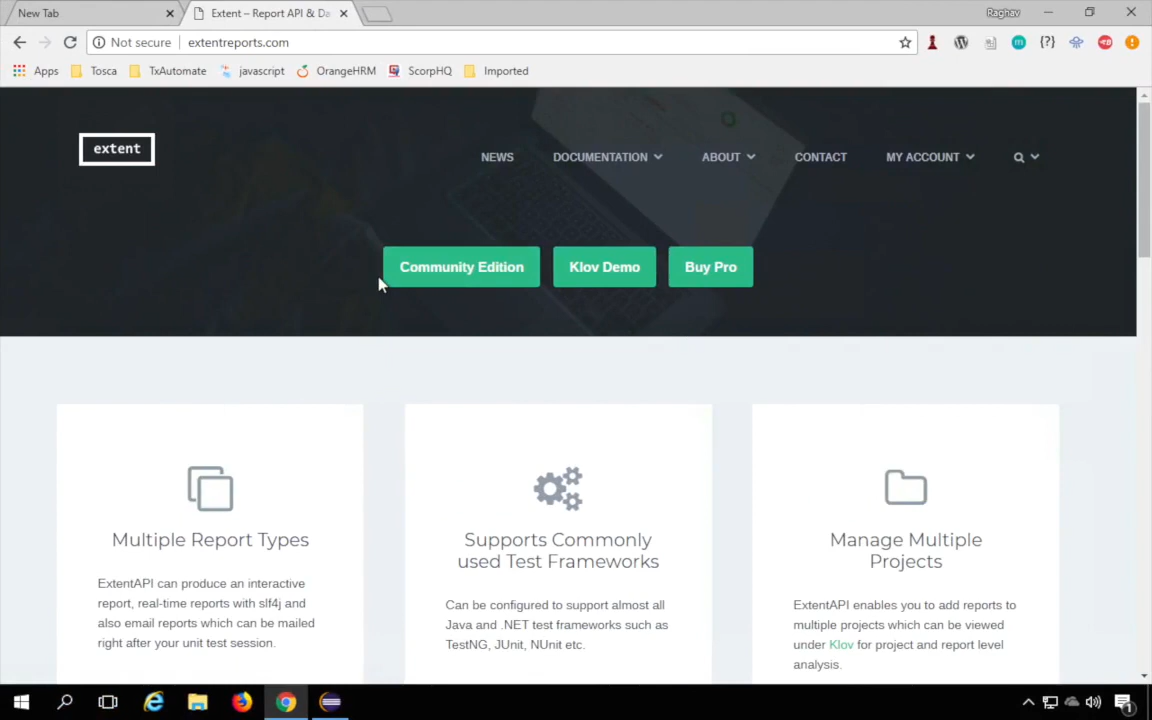 New Tab
Extent – Report API & Da
Raghav
Not secure
extentreports.com
Apps
Tosca
TxAutomate
javascript
OrangeHRM
ScorpHQ
Imported
extent
NEWS
DOCUMENTATION
ABOUT
CONTACT
MY ACCOUNT
Community Edition
Klov Demo
Buy Pro
Multiple Report Types
ExtentAPI can produce an interactive
report, real-time reports with slf4j and
also email reports which can be mailed
right after your unit test session.
Supports Commonly
used Test Frameworks
Can be configured to support almost all
Java and .NET test frameworks such as
TestNG, JUnit, NUnit etc.
Manage Multiple
Projects
ExtentAPI enables you to add reports to
multiple projects which can be viewed
under Klov for project and report level
analysis.